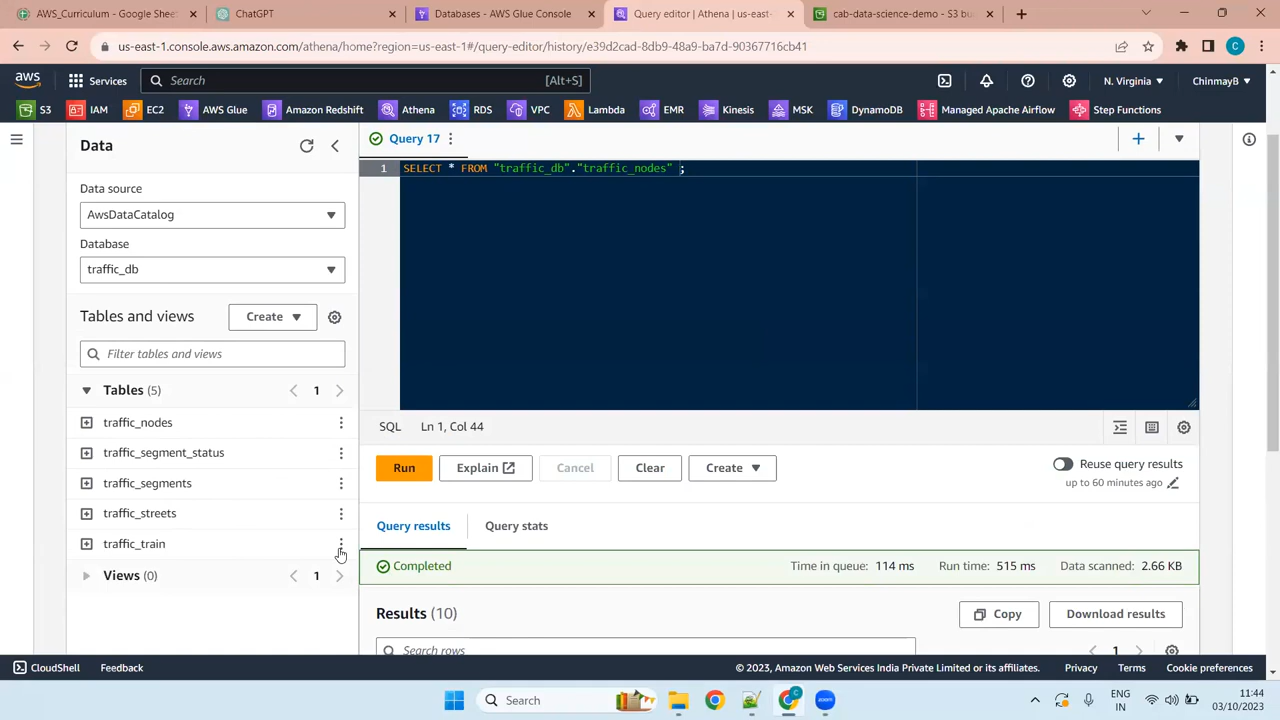 AWS_Curriculum - Google Shee
ChatGPT
Databases - AWS Glue Console
Query editor | Athena | us-east-
cab-data-science-demo - S3 bu
us-east-1.console.aws.amazon.com/athena/home?region=us-east-1#/query-editor/history/e39d2cad-8db9-48a9-ba7d-90367716cb41
C
aws
Services
Search
[Alt+S]
N. Virginia
ChinmayB
S3
IAM
EC2
AWS Glue
Amazon Redshift
Athena
RDS
VPC
Lambda
EMR
Kinesis
MSK
DynamoDB
Managed Apache Airflow
Step Functions
Data
Query 17
1 SELECT * FROM "traffic_db"."traffic_nodes" ;
Data source
AwsDataCatalog
Database
traffic_db
Tables and views
Create
Filter tables and views
Tables (5)
1
traffic_nodes
SQL
Ln 1, Col 44
traffic_segment_status
Run
Explain
Cancel
Clear
Create
Reuse query results
up to 60 minutes ago
traffic_segments
traffic_streets
Query results
Query stats
traffic_train
Completed
Time in queue: 114 ms
Run time: 515 ms
Data scanned: 2.66 KB
Views (0)
1
Results (10)
Copy
Download results
Search rows
1
CloudShell
Feedback
© 2023, Amazon Web Services India Private Limited or its affiliates.
Privacy
Terms
Cookie preferences
Search
zoom
ENG
IN
11:44
03/10/2023